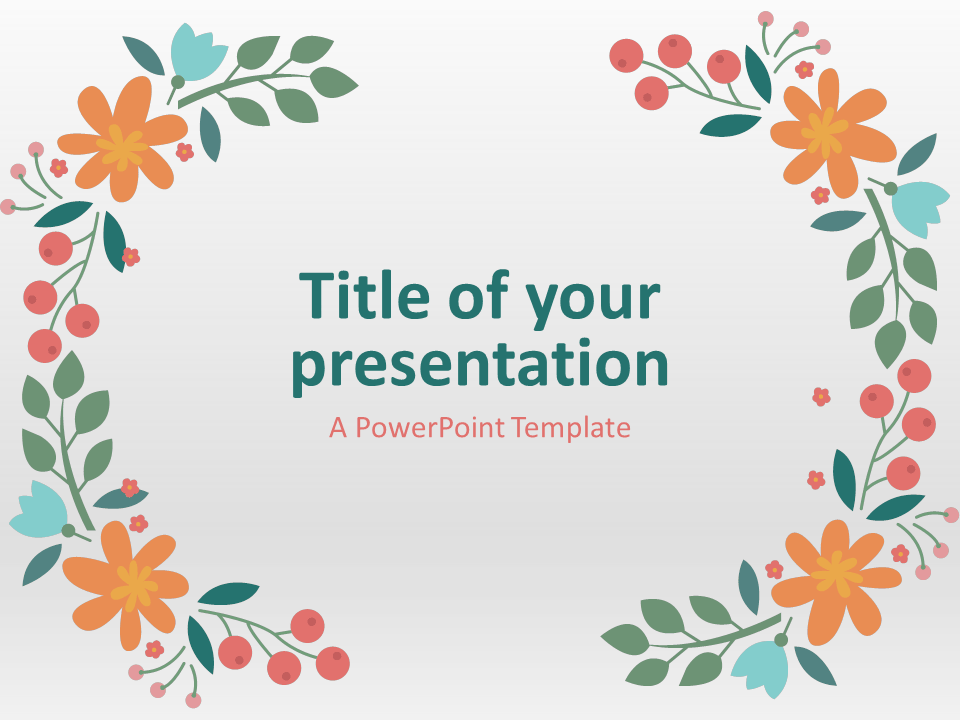 Title of your
presentation
A PowerPoint Template